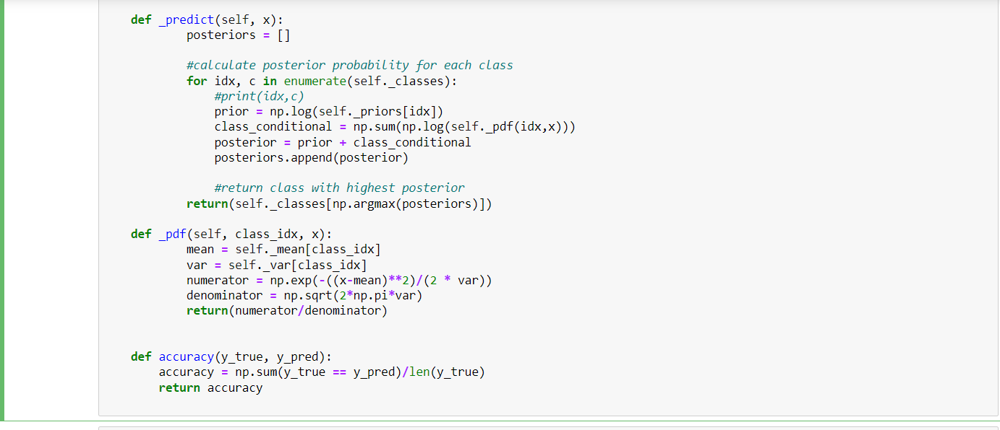 def _predict(self, x):
        posteriors = []

        #calculate posterior probability for each class
        for idx, c in enumerate(self._classes):
            #print(idx,c)
            prior = np.log(self._priors[idx])
            class_conditional = np.sum(np.log(self._pdf(idx,x)))
            posterior = prior + class_conditional
            posteriors.append(posterior)

            #return class with highest posterior
        return(self._classes[np.argmax(posteriors)])

def _pdf(self, class_idx, x):
        mean = self._mean[class_idx]
        var = self._var[class_idx]
        numerator = np.exp(-((x-mean)**2)/(2 * var))
        denominator = np.sqrt(2*np.pi*var)
        return(numerator/denominator)


def accuracy(y_true, y_pred):
    accuracy = np.sum(y_true == y_pred)/len(y_true)
    return accuracy